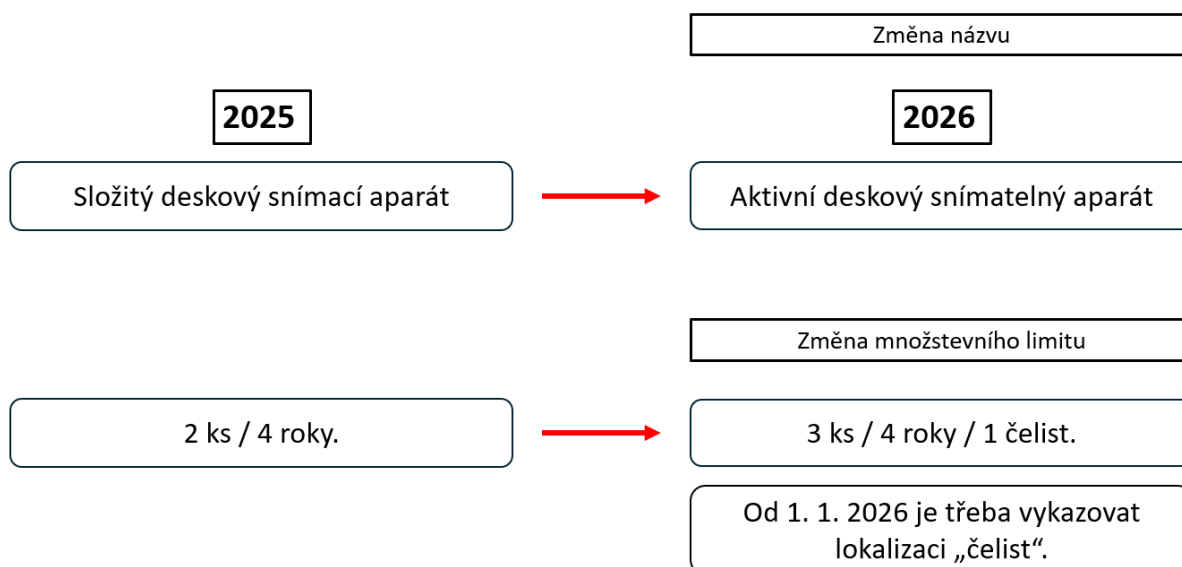 Změna názvu
2025
2026
Složitý deskový snímací aparát
Aktivní deskový snímatelný aparát
Změna množstevního limitu
2 ks / 4 roky.
3 ks / 4 roky / 1 čelist.
Od 1. 1. 2026 je třeba vykazovat
lokalizaci „čelist“.